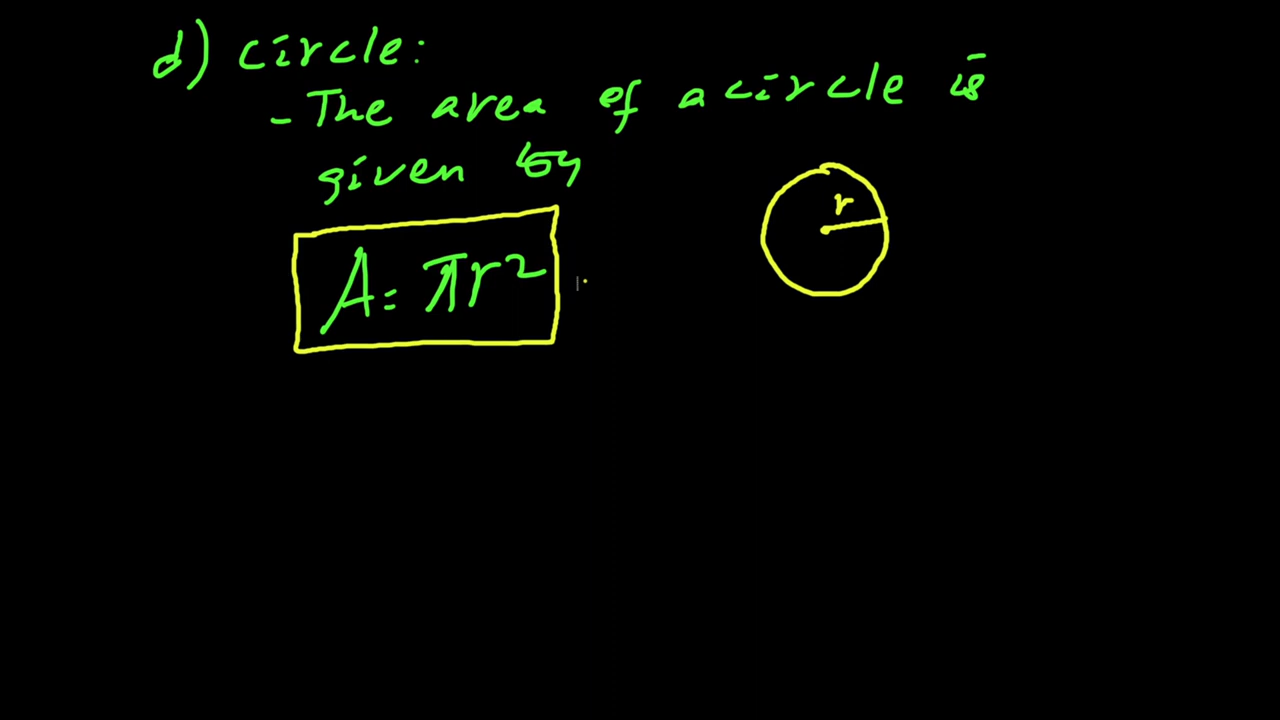 d) circle:
- The area of a circle is
given by
r
A = πr²